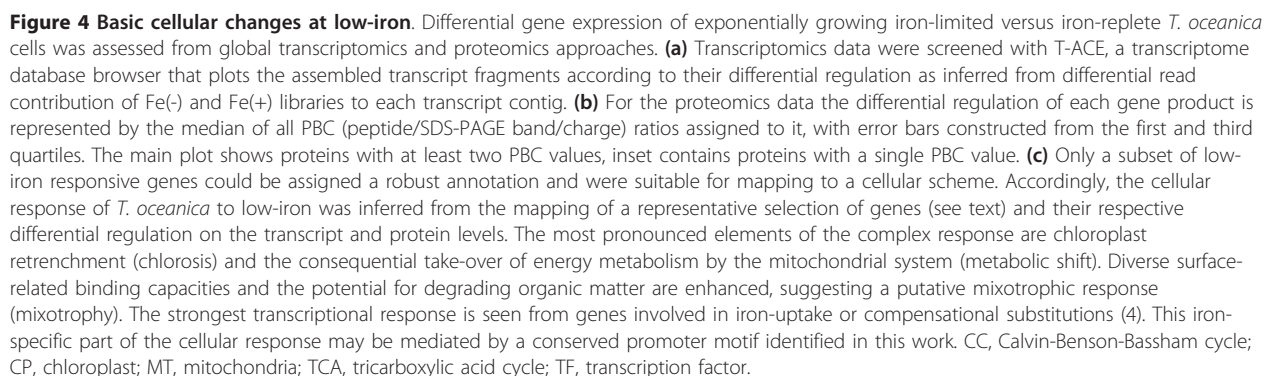 Figure 4 Basic cellular changes at low-iron. Differential gene expression of exponentially growing iron-limited versus iron-replete T. oceanica
cells was assessed from global transcriptomics and proteomics approaches. (a) Transcriptomics data were screened with T-ACE, a transcriptome
database browser that plots the assembled transcript fragments according to their differential regulation as inferred from differential read
contribution of Fe(-) and Fe(+) libraries to each transcript contig. (b) For the proteomics data the differential regulation of each gene product is
represented by the median of all PBC (peptide/SDS-PAGE band/charge) ratios assigned to it, with error bars constructed from the first and third
quartiles. The main plot shows proteins with at least two PBC values, inset contains proteins with a single PBC value. (c) Only a subset of low-
iron responsive genes could be assigned a robust annotation and were suitable for mapping to a cellular scheme. Accordingly, the cellular
response of T. oceanica to low-iron was inferred from the mapping of a representative selection of genes (see text) and their respective
differential regulation on the transcript and protein levels. The most pronounced elements of the complex response are chloroplast
retrenchment (chlorosis) and the consequential take-over of energy metabolism by the mitochondrial system (metabolic shift). Diverse surface-
related binding capacities and the potential for degrading organic matter are enhanced, suggesting a putative mixotrophic response
(mixotrophy). The strongest transcriptional response is seen from genes involved in iron-uptake or compensational substitutions (4). This iron-
specific part of the cellular response may be mediated by a conserved promoter motif identified in this work. CC, Calvin-Benson-Bassham cycle;
CP, chloroplast; MT, mitochondria; TCA, tricarboxylic acid cycle; TF, transcription factor.